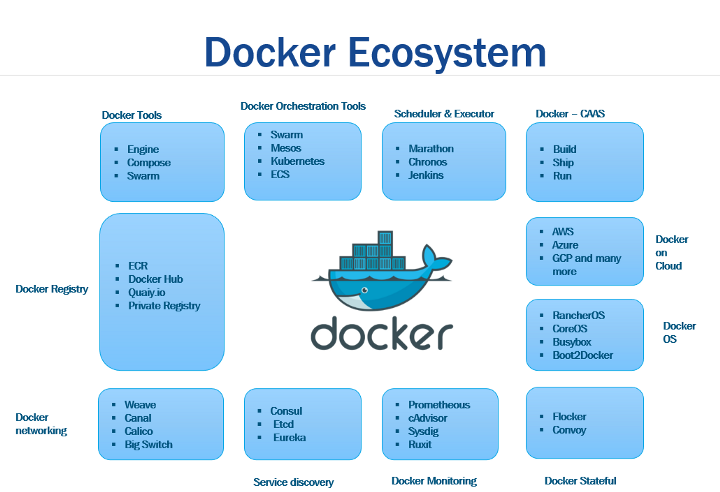 Docker Ecosystem
Docker Tools
Engine
Compose
Swarm
Docker Orchestration Tools
Swarm
Mesos
Kubernetes
ECS
Scheduler & Executor
Marathon
Chronos
Jenkins
Docker – CAAS
Build
Ship
Run
Docker Registry
ECR
Docker Hub
Quaiy.io
Private Registry
docker
AWS
Azure
GCP and many
more
Docker
on
Cloud
RancherOS
CoreOS
Busybox
Boot2Docker
Docker
OS
Docker
networking
Weave
Canal
Calico
Big Switch
Consul
Etcd
Eureka
Service discovery
Prometheous
cAdvisor
Sysdig
Ruxit
Docker Monitoring
Flocker
Convoy
Docker Stateful